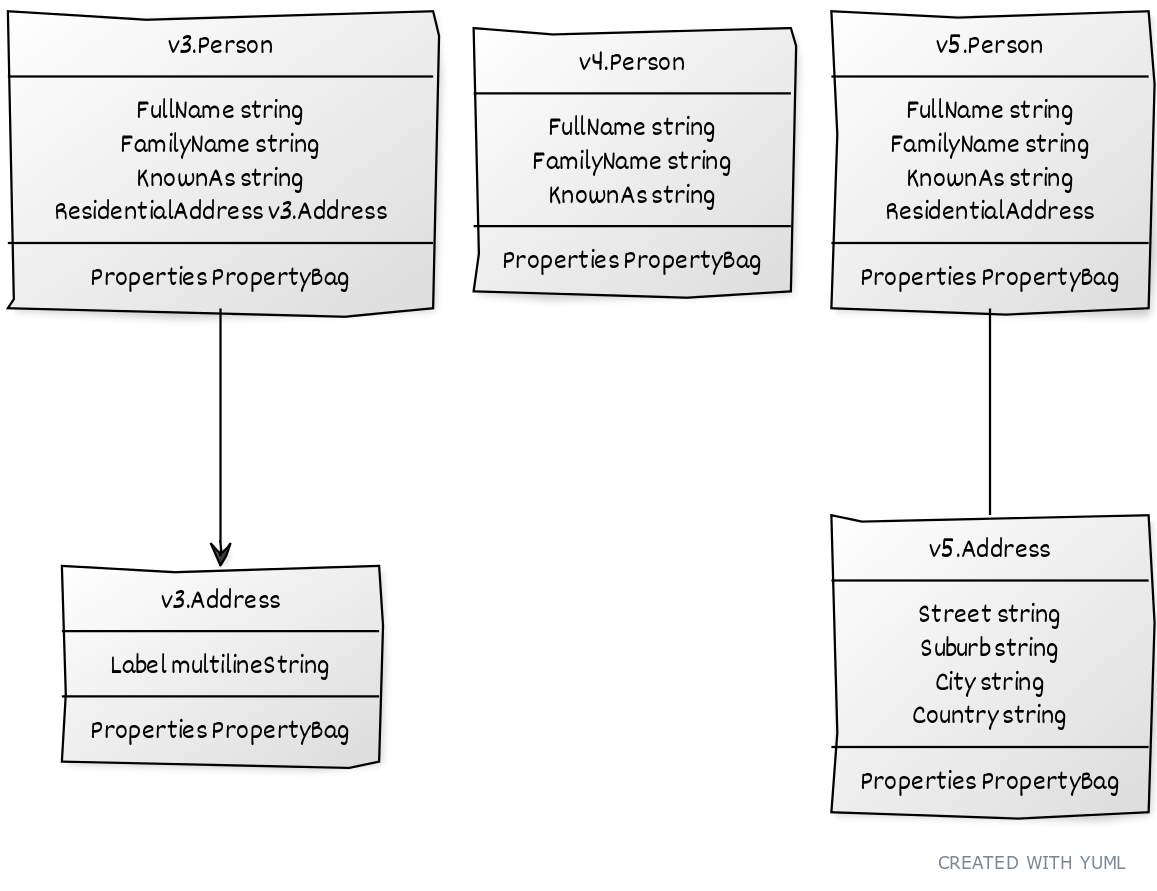 v3.Person
FullName string
FamilyName string
KnownAs string
ResidentialAddress v3.Address
Properties PropertyBag
v4.Person
FullName string
FamilyName string
KnownAs string
Properties PropertyBag
v5.Person
FullName string
FamilyName string
KnownAs string
ResidentialAddress
Properties PropertyBag
v3.Address
Label multilineString
Properties PropertyBag
v5.Address
Street string
Suburb string
City string
Country string
Properties PropertyBag
CREATED WITH YUML